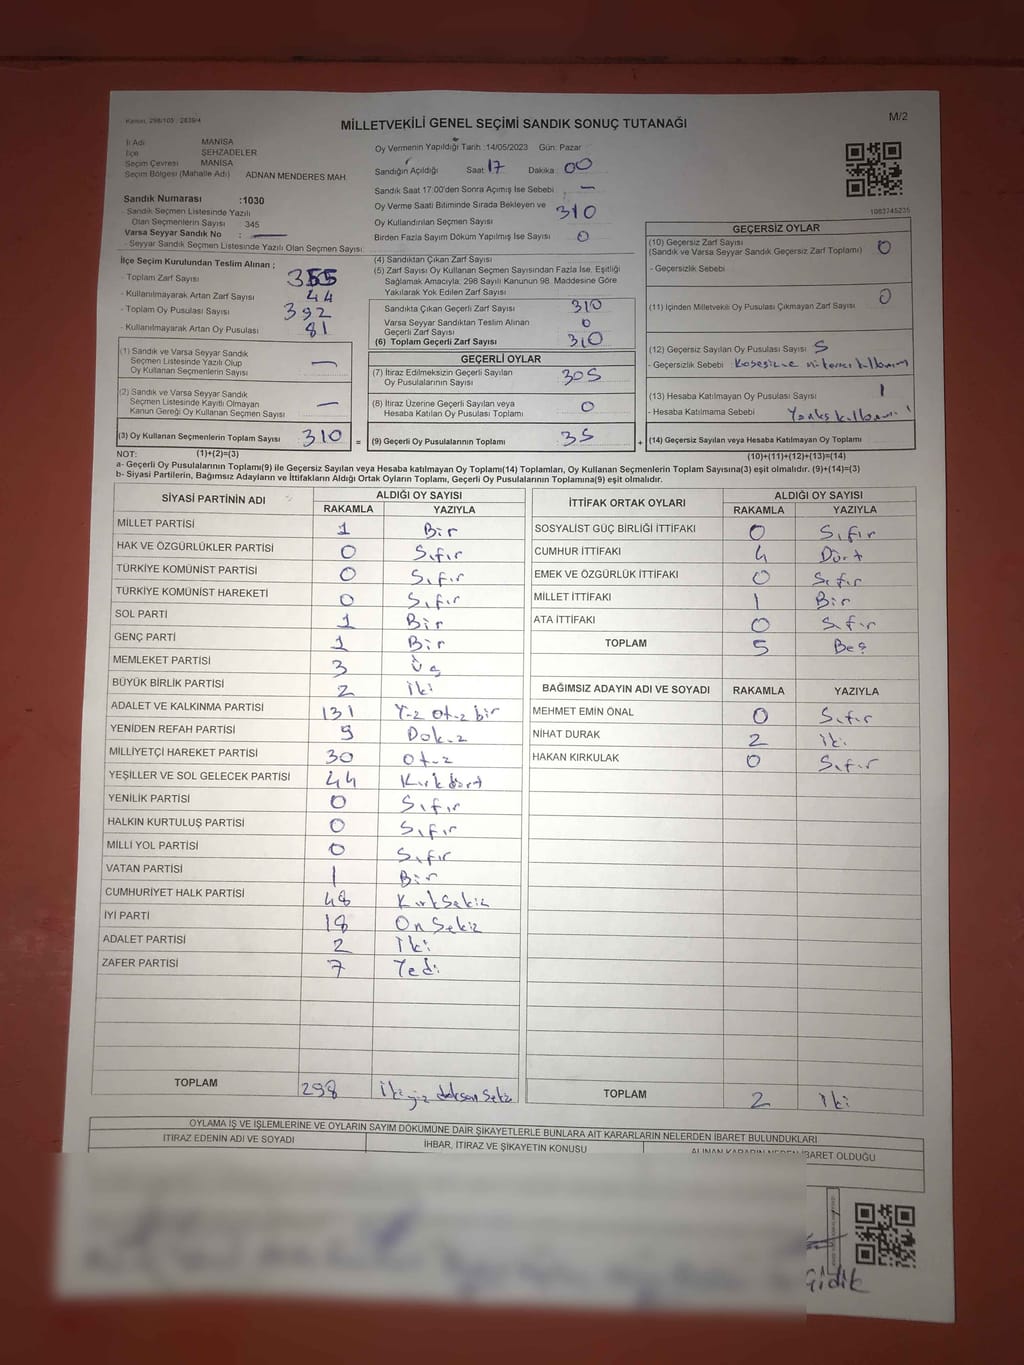 Kanun, 298/105 : 2839/4
M/2
MİLLETVEKİLİ GENEL SEÇİMİ SANDIK SONUÇ TUTANAĞI
İl Adı MANİSA
İlçe ŞEHZADELER
Seçim Çevresi MANİSA
Seçim Bölgesi (Mahalle Adı) ADNAN MENDERES MAH.
Sandık Numarası :1030
- Sandık Seçmen Listesinde Yazılı
Olan Seçmenlerin Sayısı 345
Varsa Seyyar Sandık No :
- Seyyar Sandık Seçmen Listesinde Yazılı Olan Seçmen Sayısı:
Oy Vermenin Yapıldığı Tarih :14/05/2023 Gün: Pazar
Sandığın Açıldığı Saat 17 Dakika 00
Sandık Saat 17:00'den Sonra Açımış İse Sebebi : —
Oy Verme Saati Bitiminde Sırada Bekleyen ve
Oy Kullandırılan Seçmen Sayısı 310
Birden Fazla Sayım Döküm Yapılmış İse Sayısı 0
1083745235
İlçe Seçim Kurulundan Teslim Alınan ;
- Toplam Zarf Sayısı 355
- Kullanılmayarak Artan Zarf Sayısı 44
- Toplam Oy Pusulası Sayısı 392
- Kullanılmayarak Artan Oy Pusulası 81
(1) Sandık ve Varsa Seyyar Sandık
Seçmen Listesinde Yazılı Olup
Oy Kullanan Seçmenlerin Sayısı —
(2) Sandık ve Varsa Seyyar Sandık
Seçmen Listesinde Kayıtlı Olmayan
Kanun Gereği Oy Kullanan Seçmen Sayısı —
(3) Oy Kullanan Seçmenlerin Toplam Sayısı 310 =
(4) Sandıktan Çıkan Zarf Sayısı
(5) Zarf Sayısı Oy Kullanan Seçmen Sayısından Fazla İse, Eşitliği
Sağlamak Amacıyla; 298 Sayılı Kanunun 98. Maddesine Göre
Yakılarak Yok Edilen Zarf Sayısı
Sandıkta Çıkan Geçerli Zarf Sayısı 310
Varsa Seyyar Sandıktan Teslim Alınan
Geçerli Zarf Sayısı 0
(6) Toplam Geçerli Zarf Sayısı 310
GEÇERLİ OYLAR
(7) İtiraz Edilmeksizin Geçerli Sayılan
Oy Pusulalarının Sayısı 305
(8) İtiraz Üzerine Geçerli Sayılan veya
Hesaba Katılan Oy Pusulası Toplamı 0
(9) Geçerli Oy Pusulalarının Toplamı 35 +
GEÇERSİZ OYLAR
(10) Geçersiz Zarf Sayısı
(Sandık ve Varsa Seyyar Sandık Geçersiz Zarf Toplamı) 0
- Geçersizlik Sebebi
(11) İçinden Milletvekili Oy Pusulası Çıkmayan Zarf Sayısı 0
(12) Geçersiz Sayılan Oy Pusulası Sayısı 5
- Geçersizlik Sebebi
(13) Hesaba Katılmayan Oy Pusulası Sayısı 1
- Hesaba Katılmama Sebebi
(14) Geçersiz Sayılan veya Hesaba Katılmayan Oy Toplamı
NOT: (1)+(2)=(3) (10)+(11)+(12)+(13)=(14)
a- Geçerli Oy Pusulalarının Toplamı(9) ile Geçersiz Sayılan veya Hesaba katılmayan Oy Toplamı(14) Toplamları, Oy Kullanan Seçmenlerin Toplam Sayısına(3) eşit olmalıdır. (9)+(14)=(3)
b- Siyasi Partilerin, Bağımsız Adayların ve İttifakların Aldığı Ortak Oyların Toplamı, Geçerli Oy Pusulalarının Toplamına(9) eşit olmalıdır.
SİYASİ PARTİNİN ADI ALDIĞI OY SAYISI
RAKAMLA YAZIYLA
MİLLET PARTİSİ 1 Bir
HAK VE ÖZGÜRLÜKLER PARTİSİ 0 Sıfır
TÜRKİYE KOMÜNİST PARTİSİ 0 Sıfır
TÜRKİYE KOMÜNİST HAREKETİ 0 Sıfır
SOL PARTİ 1 Bir
GENÇ PARTİ 1 Bir
MEMLEKET PARTİSİ 3 Üç
BÜYÜK BİRLİK PARTİSİ 2 İki
ADALET VE KALKINMA PARTİSİ 131 Yüz otuz bir
YENİDEN REFAH PARTİSİ 9 Dokuz
MİLLİYETÇİ HAREKET PARTİSİ 30 Otuz
YEŞİLLER VE SOL GELECEK PARTİSİ 44 Kırkdört
YENİLİK PARTİSİ 0 Sıfır
HALKIN KURTULUŞ PARTİSİ 0 Sıfır
MİLLİ YOL PARTİSİ 0 Sıfır
VATAN PARTİSİ 1 Bir
CUMHURİYET HALK PARTİSİ 48 Kırksekiz
İYİ PARTİ 18 Onsekiz
ADALET PARTİSİ 2 İki
ZAFER PARTİSİ 7 Yedi
TOPLAM 298 İkiyüz doksan sekiz
İTTİFAK ORTAK OYLARI ALDIĞI OY SAYISI
RAKAMLA YAZIYLA
SOSYALİST GÜÇ BİRLİĞİ İTTİFAKI 0 Sıfır
CUMHUR İTTİFAKI 4 Dört
EMEK VE ÖZGÜRLÜK İTTİFAKI 0 Sıfır
MİLLET İTTİFAKI 1 Bir
ATA İTTİFAKI 0 Sıfır
TOPLAM 5 Beş
BAĞIMSIZ ADAYIN ADI VE SOYADI RAKAMLA YAZIYLA
MEHMET EMİN ÖNAL 0 Sıfır
NİHAT DURAK 2 İki
HAKAN KIRKULAK 0 Sıfır
TOPLAM 2 İki
OYLAMA İŞ VE İŞLEMLERİNE VE OYLARIN SAYIM DÖKÜMÜNE DAİR ŞİKAYETLERLE BUNLARA AİT KARARLARIN NELERDEN İBARET BULUNDUKLARI
İTİRAZ EDENİN ADI VE SOYADI İHBAR, İTİRAZ VE ŞİKAYETİN KONUSU ALINAN KARARIN NEDEN İBARET OLDUĞU
Gidik